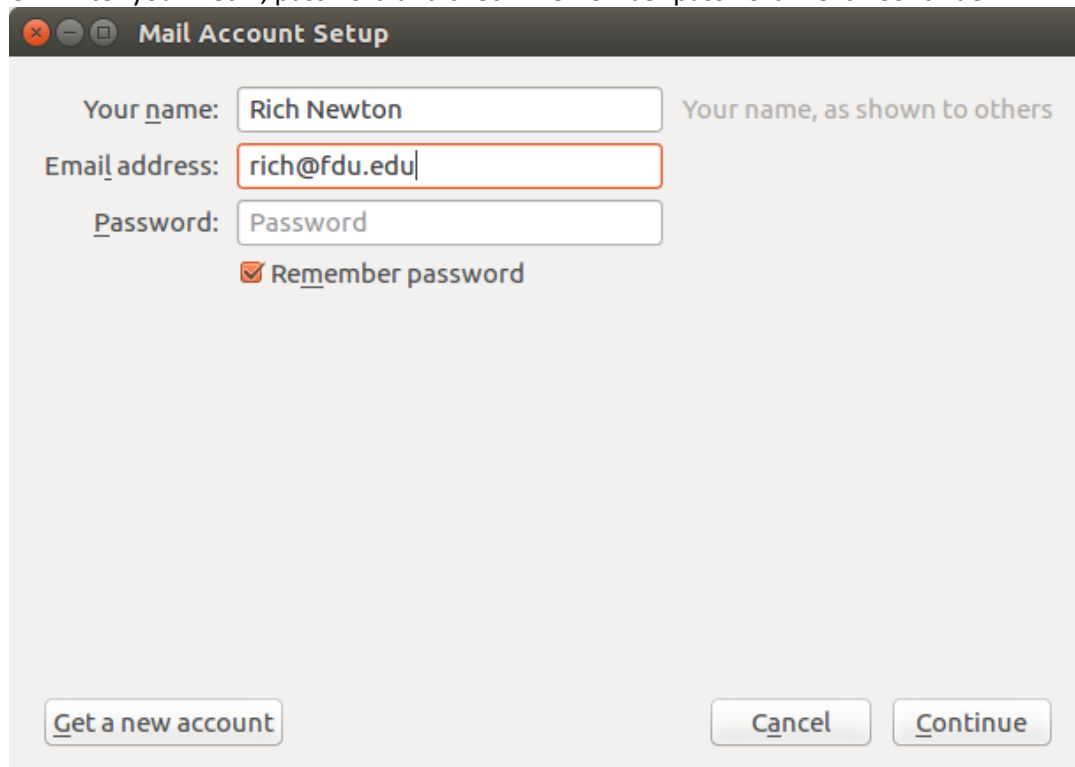 Mail Account Setup
Your name: Rich Newton Your name, as shown to others
Email address: rich@fdu.edu
Password: Password
Remember password
Get a new account Cancel Continue